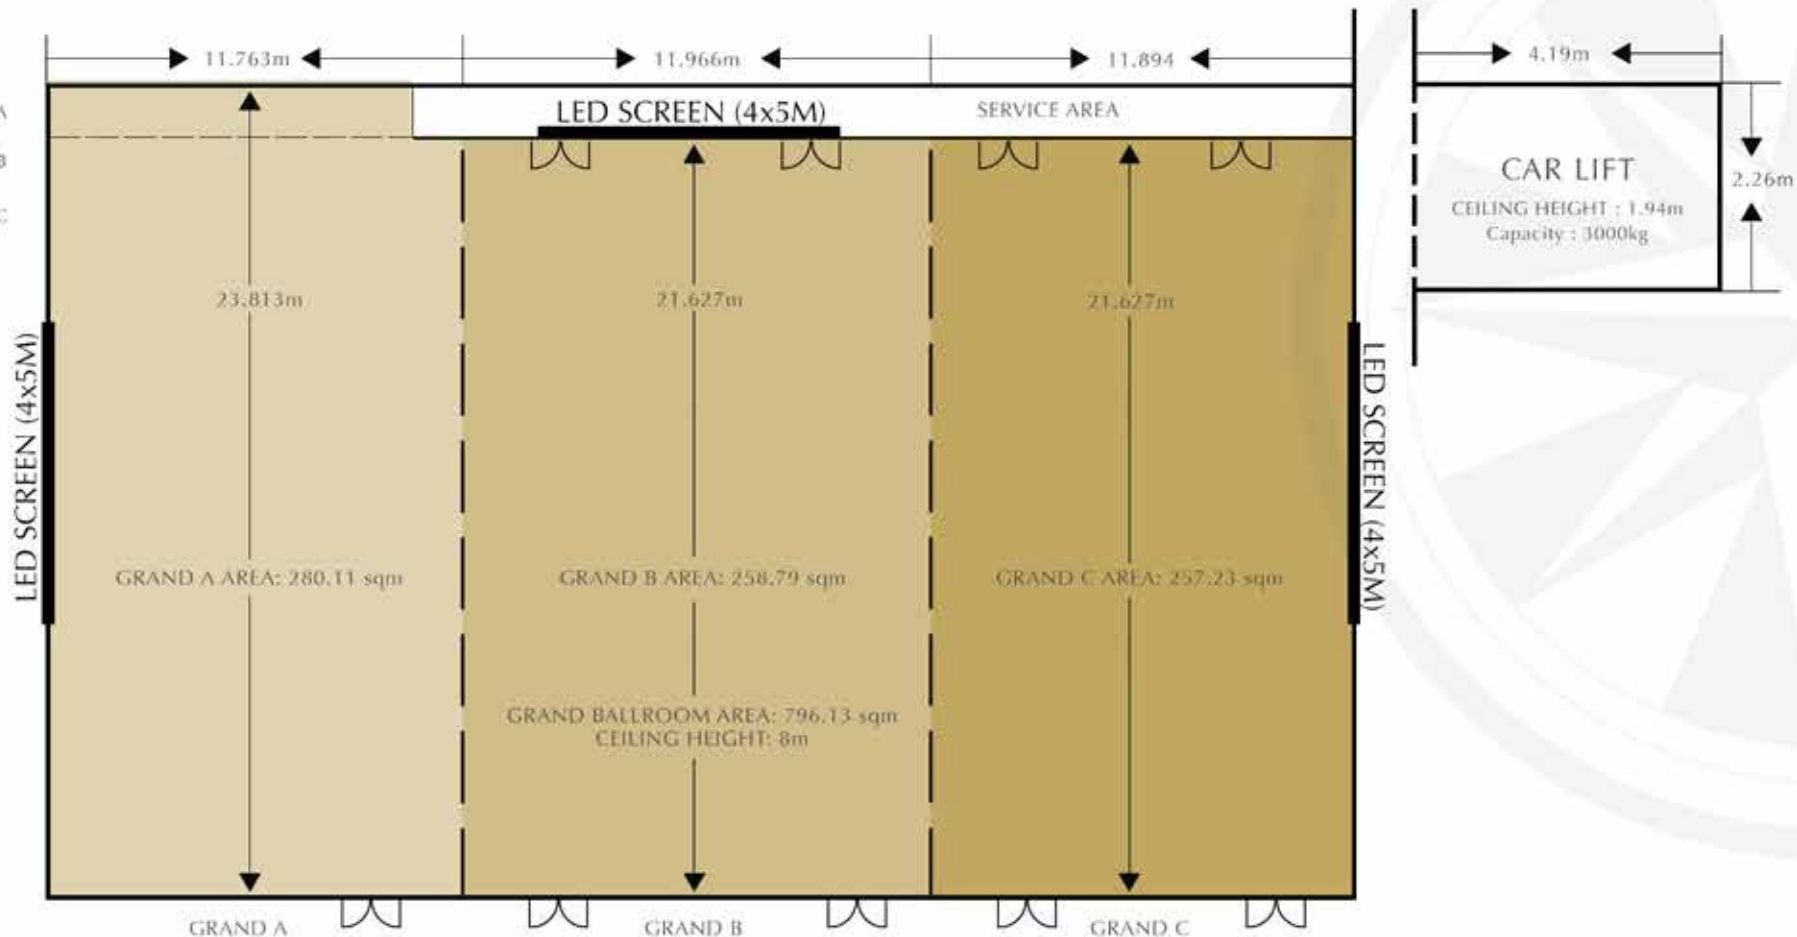 11.763m
11.966m
11.894
4.19m
A
B
C
LED SCREEN (4x5M)
SERVICE AREA
CAR LIFT
CEILING HEIGHT : 1.94m
Capacity : 3000kg
2.26m
23.813m
21.627m
21.627m
LED SCREEN (4x5M)
LED SCREEN (4x5M)
GRAND A AREA: 280.11 sqm
GRAND B AREA: 258.79 sqm
GRAND C AREA: 257.23 sqm
GRAND BALLROOM AREA: 796.13 sqm
CEILING HEIGHT: 8m
GRAND A
GRAND B
GRAND C